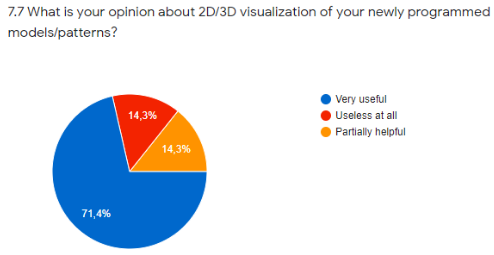 7.7 What is your opinion about 2D/3D visualization of your newly programmed
models/patterns?
Very useful
Useless at all
Partially helpful
14,3%
14,3%
71,4%